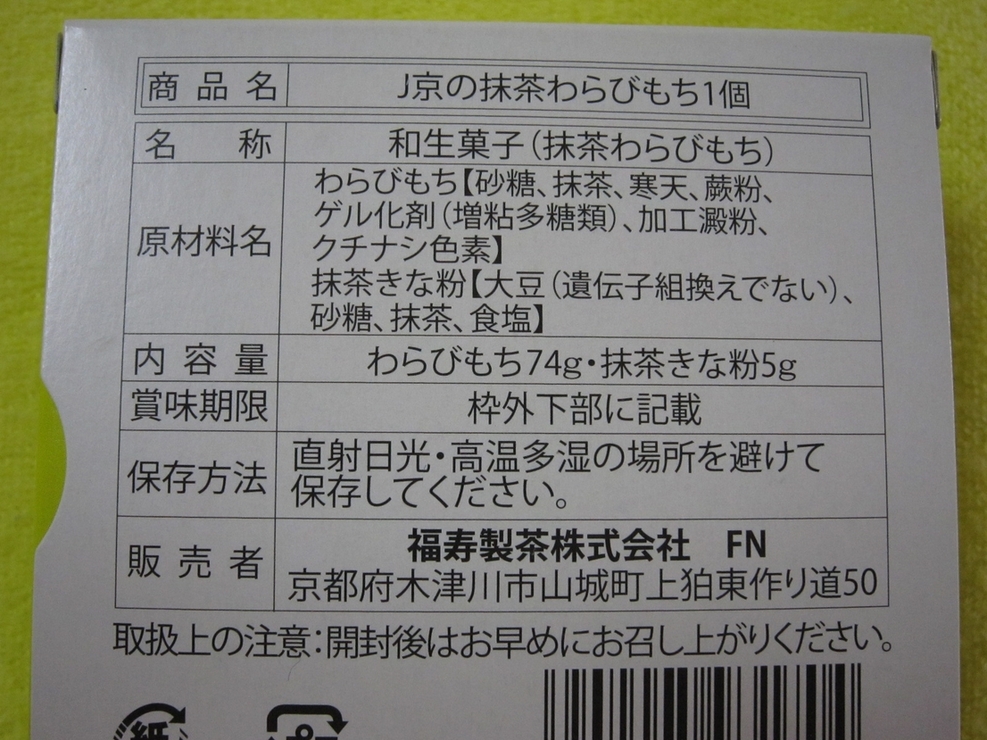 商品名 J京の抹茶わらびもち1個
名称 和生菓子(抹茶わらびもち)
原材料名 わらびもち【砂糖、抹茶、寒天、蕨粉、
ゲル化剤(増粘多糖類)、加工澱粉、
クチナシ色素】
抹茶きな粉【大豆(遺伝子組換えでない)、
砂糖、抹茶、食塩】
内容量 わらびもち74g・抹茶きな粉5g
賞味期限 枠外下部に記載
保存方法 直射日光・高温多湿の場所を避けて
保存してください。
販売者 福寿製茶株式会社 FN
京都府木津川市山城町上狛東作り道50
取扱上の注意:開封後はお早めにお召し上がりください。
紙